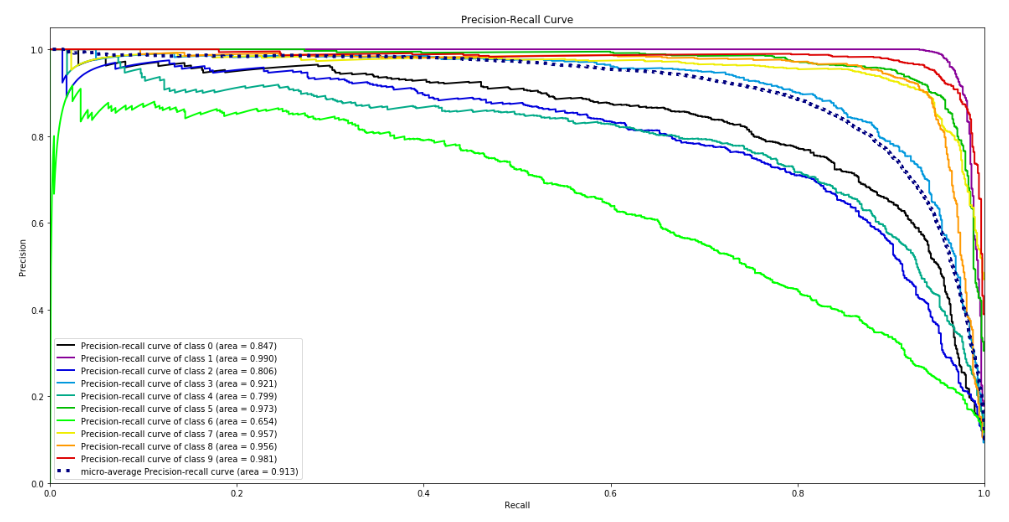 Precision-Recall Curve
Precision
1.0
0.8
0.6
0.4
0.2
0.0
Precision-recall curve of class 0 (area = 0.847)
Precision-recall curve of class 1 (area = 0.990)
Precision-recall curve of class 2 (area = 0.806)
Precision-recall curve of class 3 (area = 0.921)
Precision-recall curve of class 4 (area = 0.799)
Precision-recall curve of class 5 (area = 0.973)
Precision-recall curve of class 6 (area = 0.654)
Precision-recall curve of class 7 (area = 0.957)
Precision-recall curve of class 8 (area = 0.956)
Precision-recall curve of class 9 (area = 0.981)
micro-average Precision-recall curve (area = 0.913)
0.0 0.2 0.4 0.6 0.8 1.0
Recall